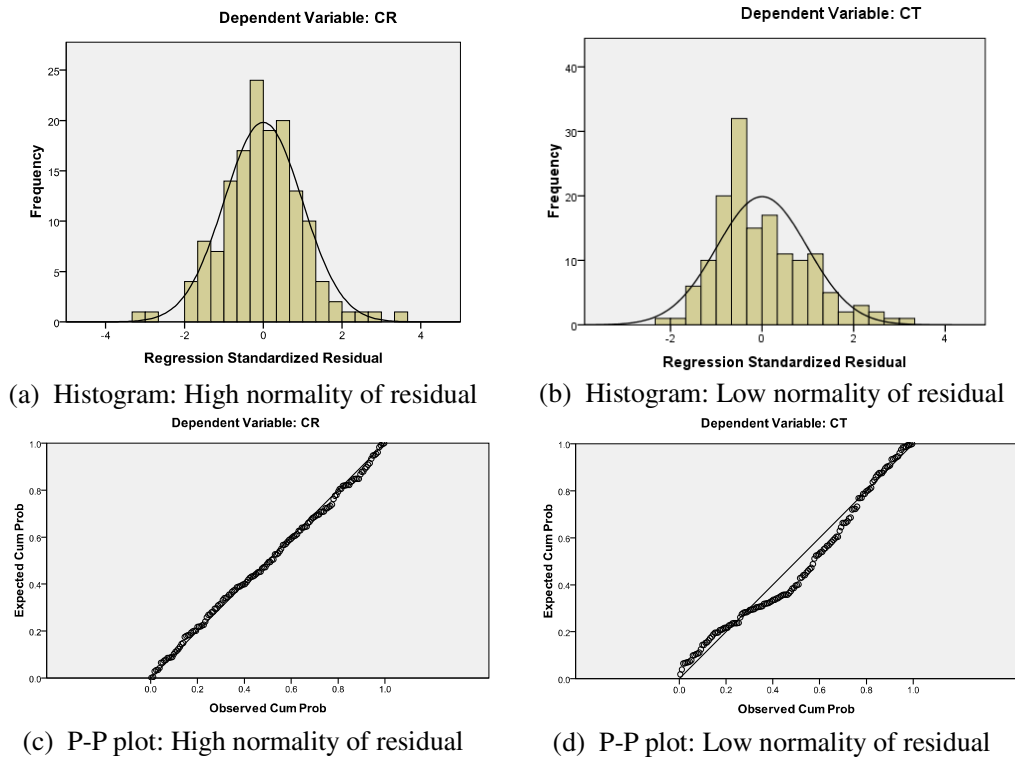 Dependent Variable: CR
25
20
15
10
5
0
Frequency
-4
-2
0
2
4
Regression Standardized Residual
(a) Histogram: High normality of residual
Dependent Variable: CT
40
30
20
10
0
Frequency
-2
0
2
4
Regression Standardized Residual
(b) Histogram: Low normality of residual
Dependent Variable: CR
1.0
0.8
0.6
0.4
0.2
0.0
Expected Cum Prob
0.0
0.2
0.4
0.6
0.8
1.0
Observed Cum Prob
(c) P-P plot: High normality of residual
Dependent Variable: CT
1.0
0.8
0.6
0.4
0.2
0.0
Expected Cum Prob
0.0
0.2
0.4
0.6
0.8
1.0
Observed Cum Prob
(d) P-P plot: Low normality of residual